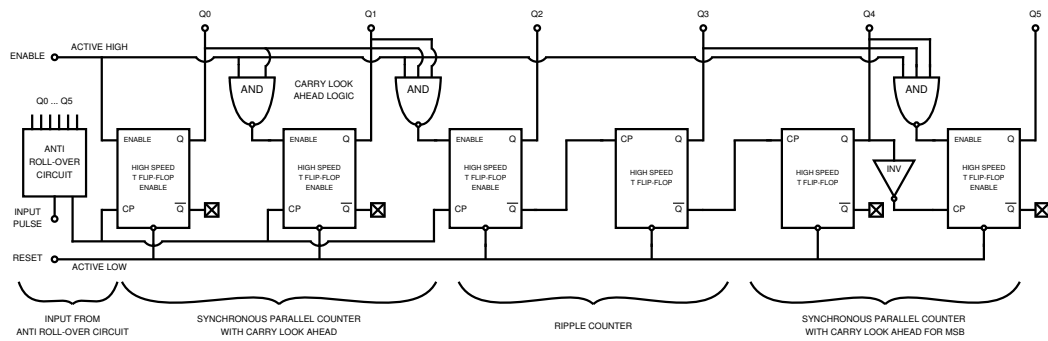 Q0 Q1 Q2 Q3 Q4 Q5
ENABLE
ACTIVE HIGH
AND
CARRY LOOK
AHEAD LOGIC
AND
AND
Q0 ... Q5
ANTI
ROLL-OVER
CIRCUIT
INPUT
PULSE
ENABLE Q
HIGH SPEED
T FLIP-FLOP
ENABLE
CP Q
ENABLE Q
HIGH SPEED
T FLIP-FLOP
ENABLE
CP Q
ENABLE Q
HIGH SPEED
T FLIP-FLOP
ENABLE
CP Q
CP Q
HIGH SPEED
T FLIP-FLOP
Q
CP Q
HIGH SPEED
T FLIP-FLOP
Q
INV
ENABLE Q
HIGH SPEED
T FLIP-FLOP
ENABLE
CP Q
RESET
ACTIVE LOW
INPUT FROM
ANTI ROLL-OVER CIRCUIT
SYNCHRONOUS PARALLEL COUNTER
WITH CARRY LOOK AHEAD
RIPPLE COUNTER
SYNCHRONOUS PARALLEL COUNTER
WITH CARRY LOOK AHEAD FOR MSB